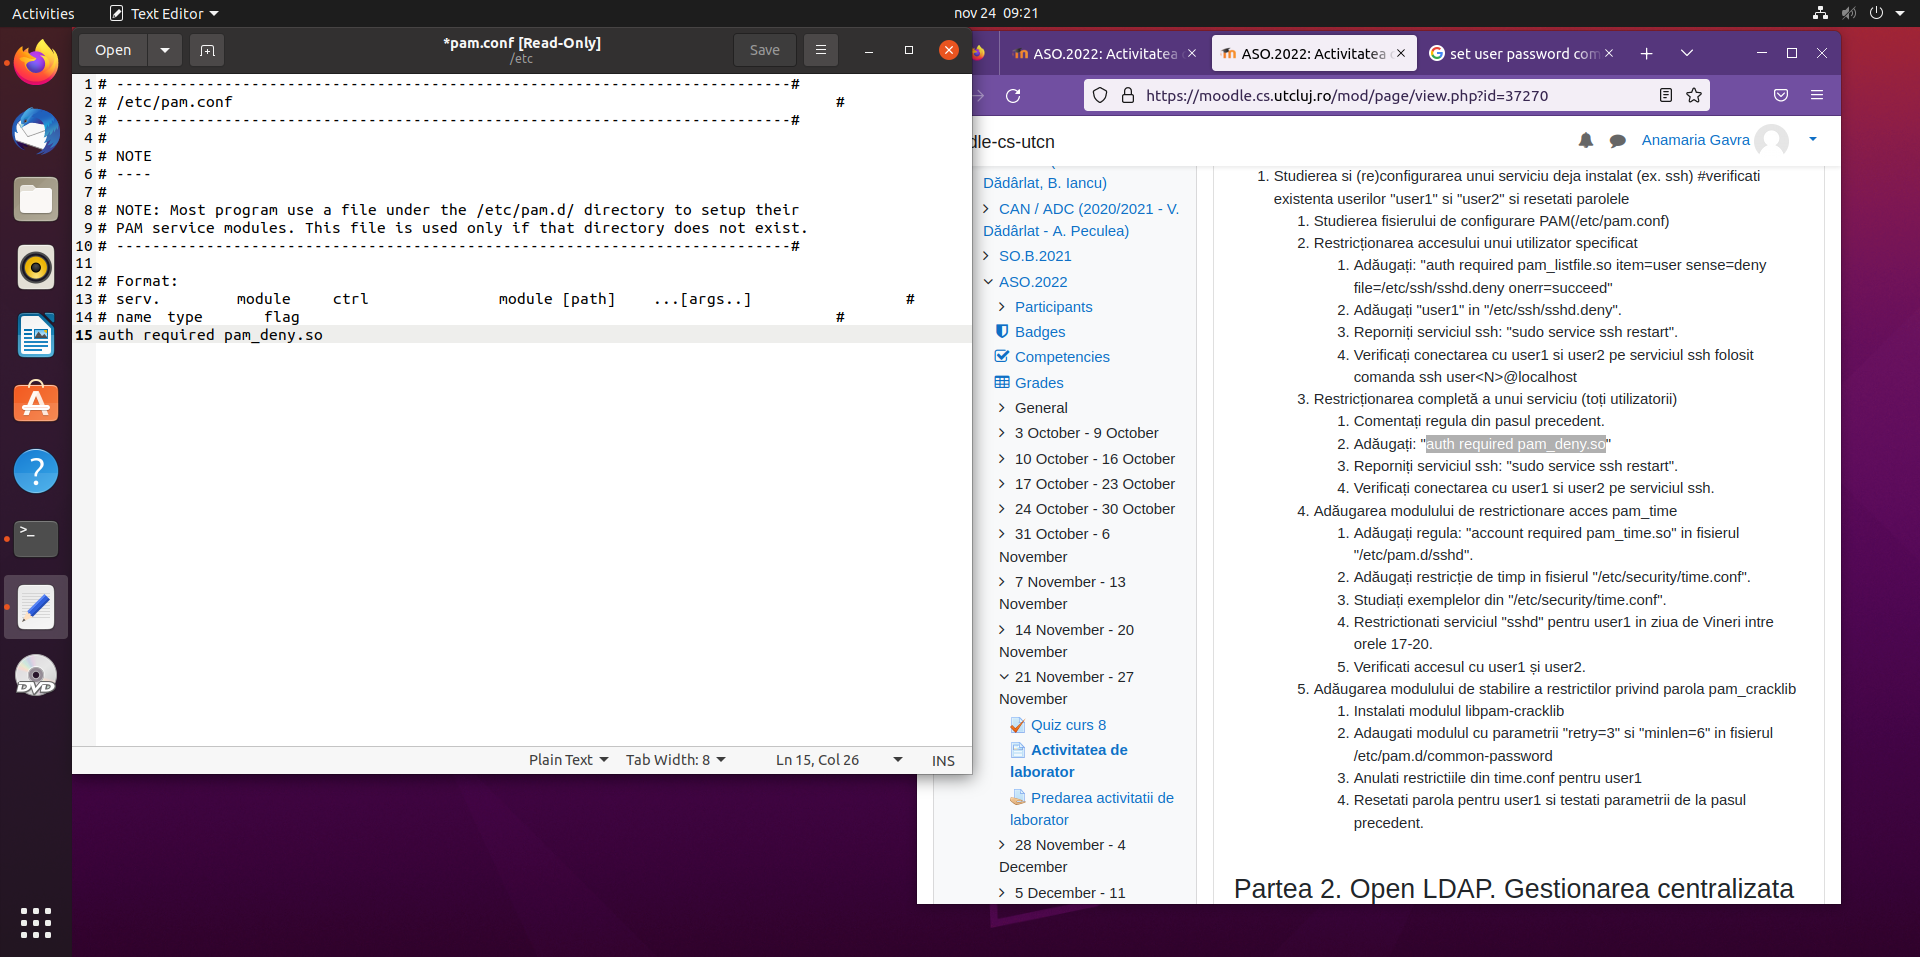 Activities
Text Editor
nov 24 09:21
Open
*pam.conf [Read-Only]
/etc
Save
1 # ---------------------------------------------------------------------------#
2 # /etc/pam.conf #
3 # ---------------------------------------------------------------------------#
4 #
5 # NOTE
6 # ----
7 #
8 # NOTE: Most program use a file under the /etc/pam.d/ directory to setup their
9 # PAM service modules. This file is used only if that directory does not exist.
10 # ---------------------------------------------------------------------------#
11
12 # Format:
13 # serv. module ctrl module [path] ...[args..] #
14 # name type flag #
15 auth required pam_deny.so
Plain Text
Tab Width: 8
Ln 15, Col 26
INS
>_
?
DVD
ASO.2022: Activitatea
ASO.2022: Activitatea
set user password com
https://moodle.cs.utcluj.ro/mod/page/view.php?id=37270
dle-cs-utcn
Anamaria Gavra
Dădârlat, B. Iancu)
CAN / ADC (2020/2021 - V.
Dădârlat - A. Peculea)
SO.B.2021
ASO.2022
Participants
Badges
Competencies
Grades
General
3 October - 9 October
10 October - 16 October
17 October - 23 October
24 October - 30 October
31 October - 6
November
7 November - 13
November
14 November - 20
November
21 November - 27
November
Quiz curs 8
Activitatea de
laborator
Predarea activitatii de
laborator
28 November - 4
December
5 December - 11
1. Studierea si (re)configurarea unui serviciu deja instalat (ex. ssh) #verificati
existenta userilor "user1" si "user2" si resetati parolele
1. Studierea fisierului de configurare PAM(/etc/pam.conf)
2. Restricționarea accesului unui utilizator specificat
1. Adăugați: "auth required pam_listfile.so item=user sense=deny
file=/etc/ssh/sshd.deny onerr=succeed"
2. Adăugați "user1" in "/etc/ssh/sshd.deny".
3. Reporniți serviciul ssh: "sudo service ssh restart".
4. Verificați conectarea cu user1 si user2 pe serviciul ssh folosit
comanda ssh user<N>@localhost
3. Restricționarea completă a unui serviciu (toți utilizatorii)
1. Comentați regula din pasul precedent.
2. Adăugați: "auth required pam_deny.so"
3. Reporniți serviciul ssh: "sudo service ssh restart".
4. Verificați conectarea cu user1 si user2 pe serviciul ssh.
4. Adăugarea modulului de restrictionare acces pam_time
1. Adăugați regula: "account required pam_time.so" in fisierul
"/etc/pam.d/sshd".
2. Adăugați restricție de timp in fisierul "/etc/security/time.conf".
3. Studiați exemplelor din "/etc/security/time.conf".
4. Restrictionati serviciul "sshd" pentru user1 in ziua de Vineri intre
orele 17-20.
5. Verificati accesul cu user1 și user2.
5. Adăugarea modulului de stabilire a restrictilor privind parola pam_cracklib
1. Instalati modulul libpam-cracklib
2. Adaugati modulul cu parametrii "retry=3" si "minlen=6" in fisierul
/etc/pam.d/common-password
3. Anulati restrictiile din time.conf pentru user1
4. Resetati parola pentru user1 si testati parametrii de la pasul
precedent.
Partea 2. Open LDAP. Gestionarea centralizata